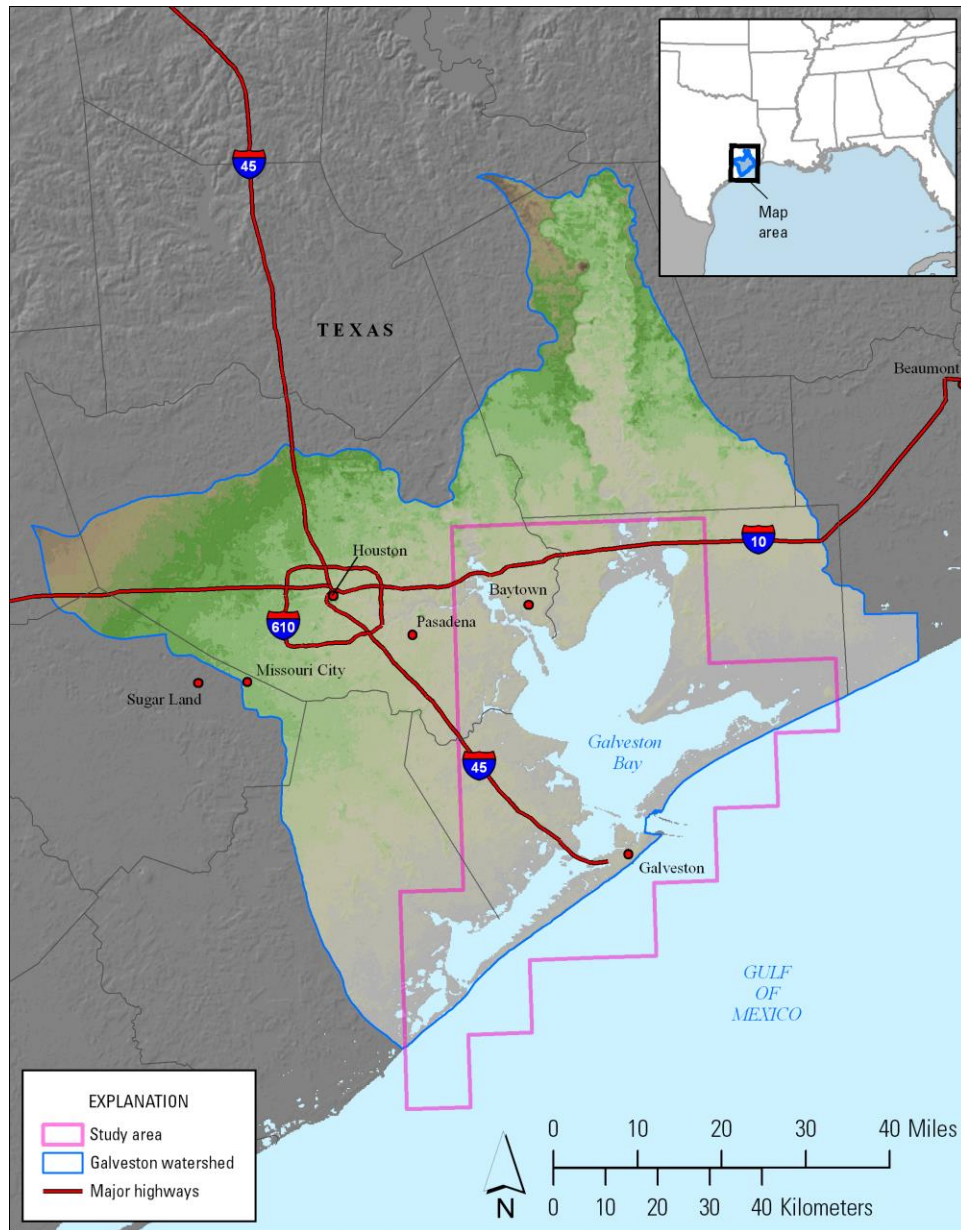 45
Map
area
TEXAS
Beaumont
10
Houston
Baytown
610
Pasadena
Missouri City
Sugar Land
Galveston
Bay
45
Galveston
GULF
OF
MEXICO
EXPLANATION
Study area
Galveston watershed
Major highways
N
0 10 20 30 40 Miles
0 10 20 30 40 Kilometers